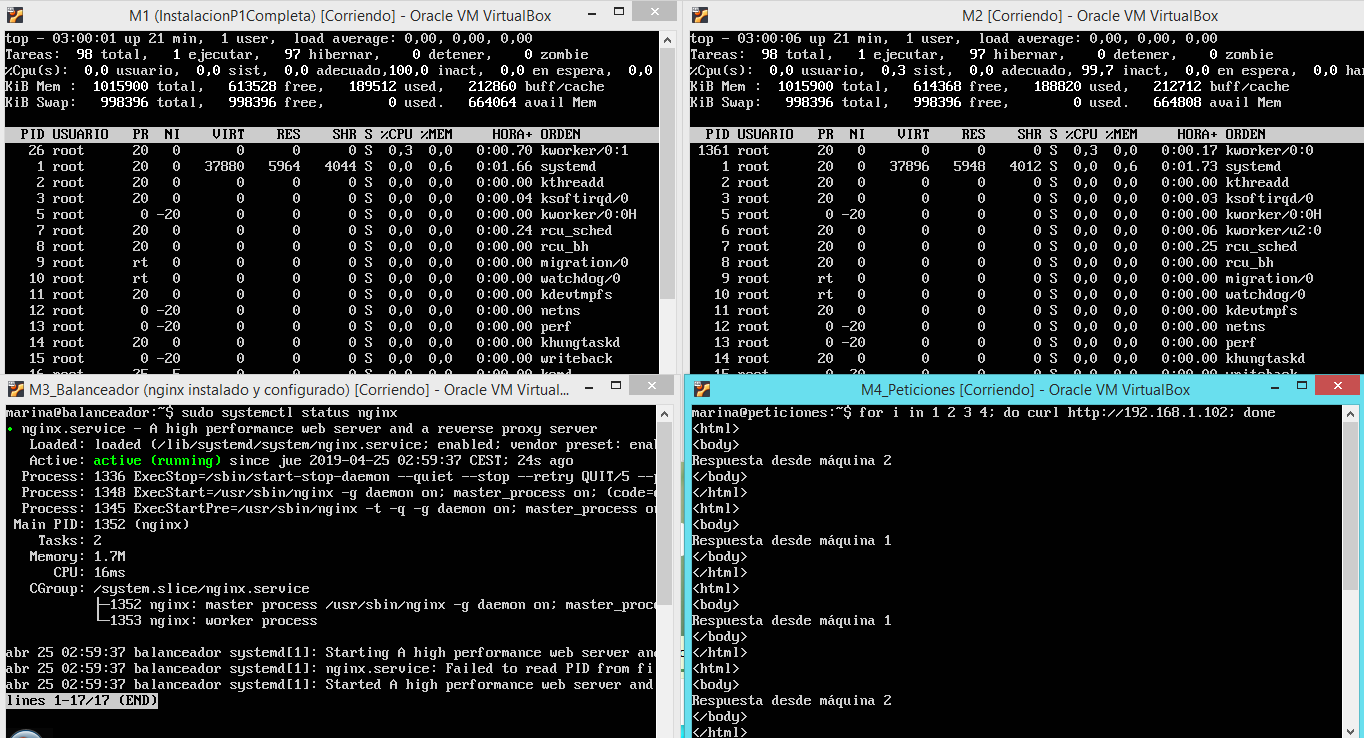 M1 (InstalacionP1Completa) [Corriendo] - Oracle VM VirtualBox
top - 03:00:01 up 21 min,  1 user,  load average: 0,00, 0,00, 0,00
Tareas:  98 total,   1 ejecutar,   97 hibernar,    0 detener,    0 zombie
%Cpu(s):  0,0 usuario,  0,0 sist,  0,0 adecuado,100,0 inact,  0,0 en espera,  0,0
KiB Mem :  1015900 total,   613528 free,   189512 used,   212860 buff/cache
KiB Swap:   998396 total,   998396 free,        0 used.   664064 avail Mem
PID USUARIO   PR  NI    VIRT    RES    SHR S %CPU %MEM     HORA+ ORDEN
26 root      20   0       0      0      0 S  0,3  0,0   0:00.70 kworker/0:1
1 root      20   0   37880   5964   4044 S  0,0  0,6   0:01.66 systemd
2 root      20   0       0      0      0 S  0,0  0,0   0:00.00 kthreadd
3 root      20   0       0      0      0 S  0,0  0,0   0:00.04 ksoftirqd/0
5 root       0 -20       0      0      0 S  0,0  0,0   0:00.00 kworker/0:0H
7 root      20   0       0      0      0 S  0,0  0,0   0:00.24 rcu_sched
8 root      20   0       0      0      0 S  0,0  0,0   0:00.00 rcu_bh
9 root      rt   0       0      0      0 S  0,0  0,0   0:00.00 migration/0
10 root      rt   0       0      0      0 S  0,0  0,0   0:00.00 watchdog/0
11 root      20   0       0      0      0 S  0,0  0,0   0:00.00 kdevtmpfs
12 root       0 -20       0      0      0 S  0,0  0,0   0:00.00 netns
13 root       0 -20       0      0      0 S  0,0  0,0   0:00.00 perf
14 root      20   0       0      0      0 S  0,0  0,0   0:00.00 khungtaskd
15 root       0 -20       0      0      0 S  0,0  0,0   0:00.00 writeback
M2 [Corriendo] - Oracle VM VirtualBox
top - 03:00:06 up 21 min,  1 user,  load average: 0,00, 0,00, 0,00
Tareas:  98 total,   1 ejecutar,   97 hibernar,    0 detener,    0 zombie
%Cpu(s):  0,0 usuario,  0,3 sist,  0,0 adecuado, 99,7 inact,  0,0 en espera,  0,0 har
KiB Mem :  1015900 total,   614368 free,   188820 used,   212712 buff/cache
KiB Swap:   998396 total,   998396 free,        0 used.   664808 avail Mem
PID USUARIO   PR  NI    VIRT    RES    SHR S %CPU %MEM     HORA+ ORDEN
1361 root      20   0       0      0      0 S  0,3  0,0   0:00.17 kworker/0:0
1 root      20   0   37896   5948   4012 S  0,0  0,6   0:01.73 systemd
2 root      20   0       0      0      0 S  0,0  0,0   0:00.00 kthreadd
3 root      20   0       0      0      0 S  0,0  0,0   0:00.03 ksoftirqd/0
5 root       0 -20       0      0      0 S  0,0  0,0   0:00.00 kworker/0:0H
6 root      20   0       0      0      0 S  0,0  0,0   0:00.06 kworker/u2:0
7 root      20   0       0      0      0 S  0,0  0,0   0:00.25 rcu_sched
8 root      20   0       0      0      0 S  0,0  0,0   0:00.00 rcu_bh
9 root      rt   0       0      0      0 S  0,0  0,0   0:00.00 migration/0
10 root      rt   0       0      0      0 S  0,0  0,0   0:00.00 watchdog/0
11 root      20   0       0      0      0 S  0,0  0,0   0:00.00 kdevtmpfs
12 root       0 -20       0      0      0 S  0,0  0,0   0:00.00 netns
13 root       0 -20       0      0      0 S  0,0  0,0   0:00.00 perf
14 root      20   0       0      0      0 S  0,0  0,0   0:00.00 khungtaskd
M3_Balanceador (nginx instalado y configurado) [Corriendo] - Oracle VM Virtual...
marina@balanceador:~$ sudo systemctl status nginx
● nginx.service - A high performance web server and a reverse proxy server
Loaded: loaded (/lib/systemd/system/nginx.service; enabled; vendor preset: enab
Active: active (running) since jue 2019-04-25 02:59:37 CEST; 24s ago
Process: 1336 ExecStop=/sbin/start-stop-daemon --quiet --stop --retry QUIT/5 --p
Process: 1348 ExecStart=/usr/sbin/nginx -g daemon on; master_process on; (code=e
Process: 1345 ExecStartPre=/usr/sbin/nginx -t -q -g daemon on; master_process on
Main PID: 1352 (nginx)
Tasks: 2
Memory: 1.7M
CPU: 16ms
CGroup: /system.slice/nginx.service
├─1352 nginx: master process /usr/sbin/nginx -g daemon on; master_proce
└─1353 nginx: worker process
abr 25 02:59:37 balanceador systemd[1]: Starting A high performance web server and
abr 25 02:59:37 balanceador systemd[1]: nginx.service: Failed to read PID from fi
abr 25 02:59:37 balanceador systemd[1]: Started A high performance web server and
lines 1-17/17 (END)
M4_Peticiones [Corriendo] - Oracle VM VirtualBox
marina@peticiones:~$ for i in 1 2 3 4; do curl http://192.168.1.102; done
<html>
<body>
Respuesta desde máquina 2
</body>
</html>
<html>
<body>
Respuesta desde máquina 1
</body>
</html>
<html>
<body>
Respuesta desde máquina 1
</body>
</html>
<html>
<body>
Respuesta desde máquina 2
</body>
</html>